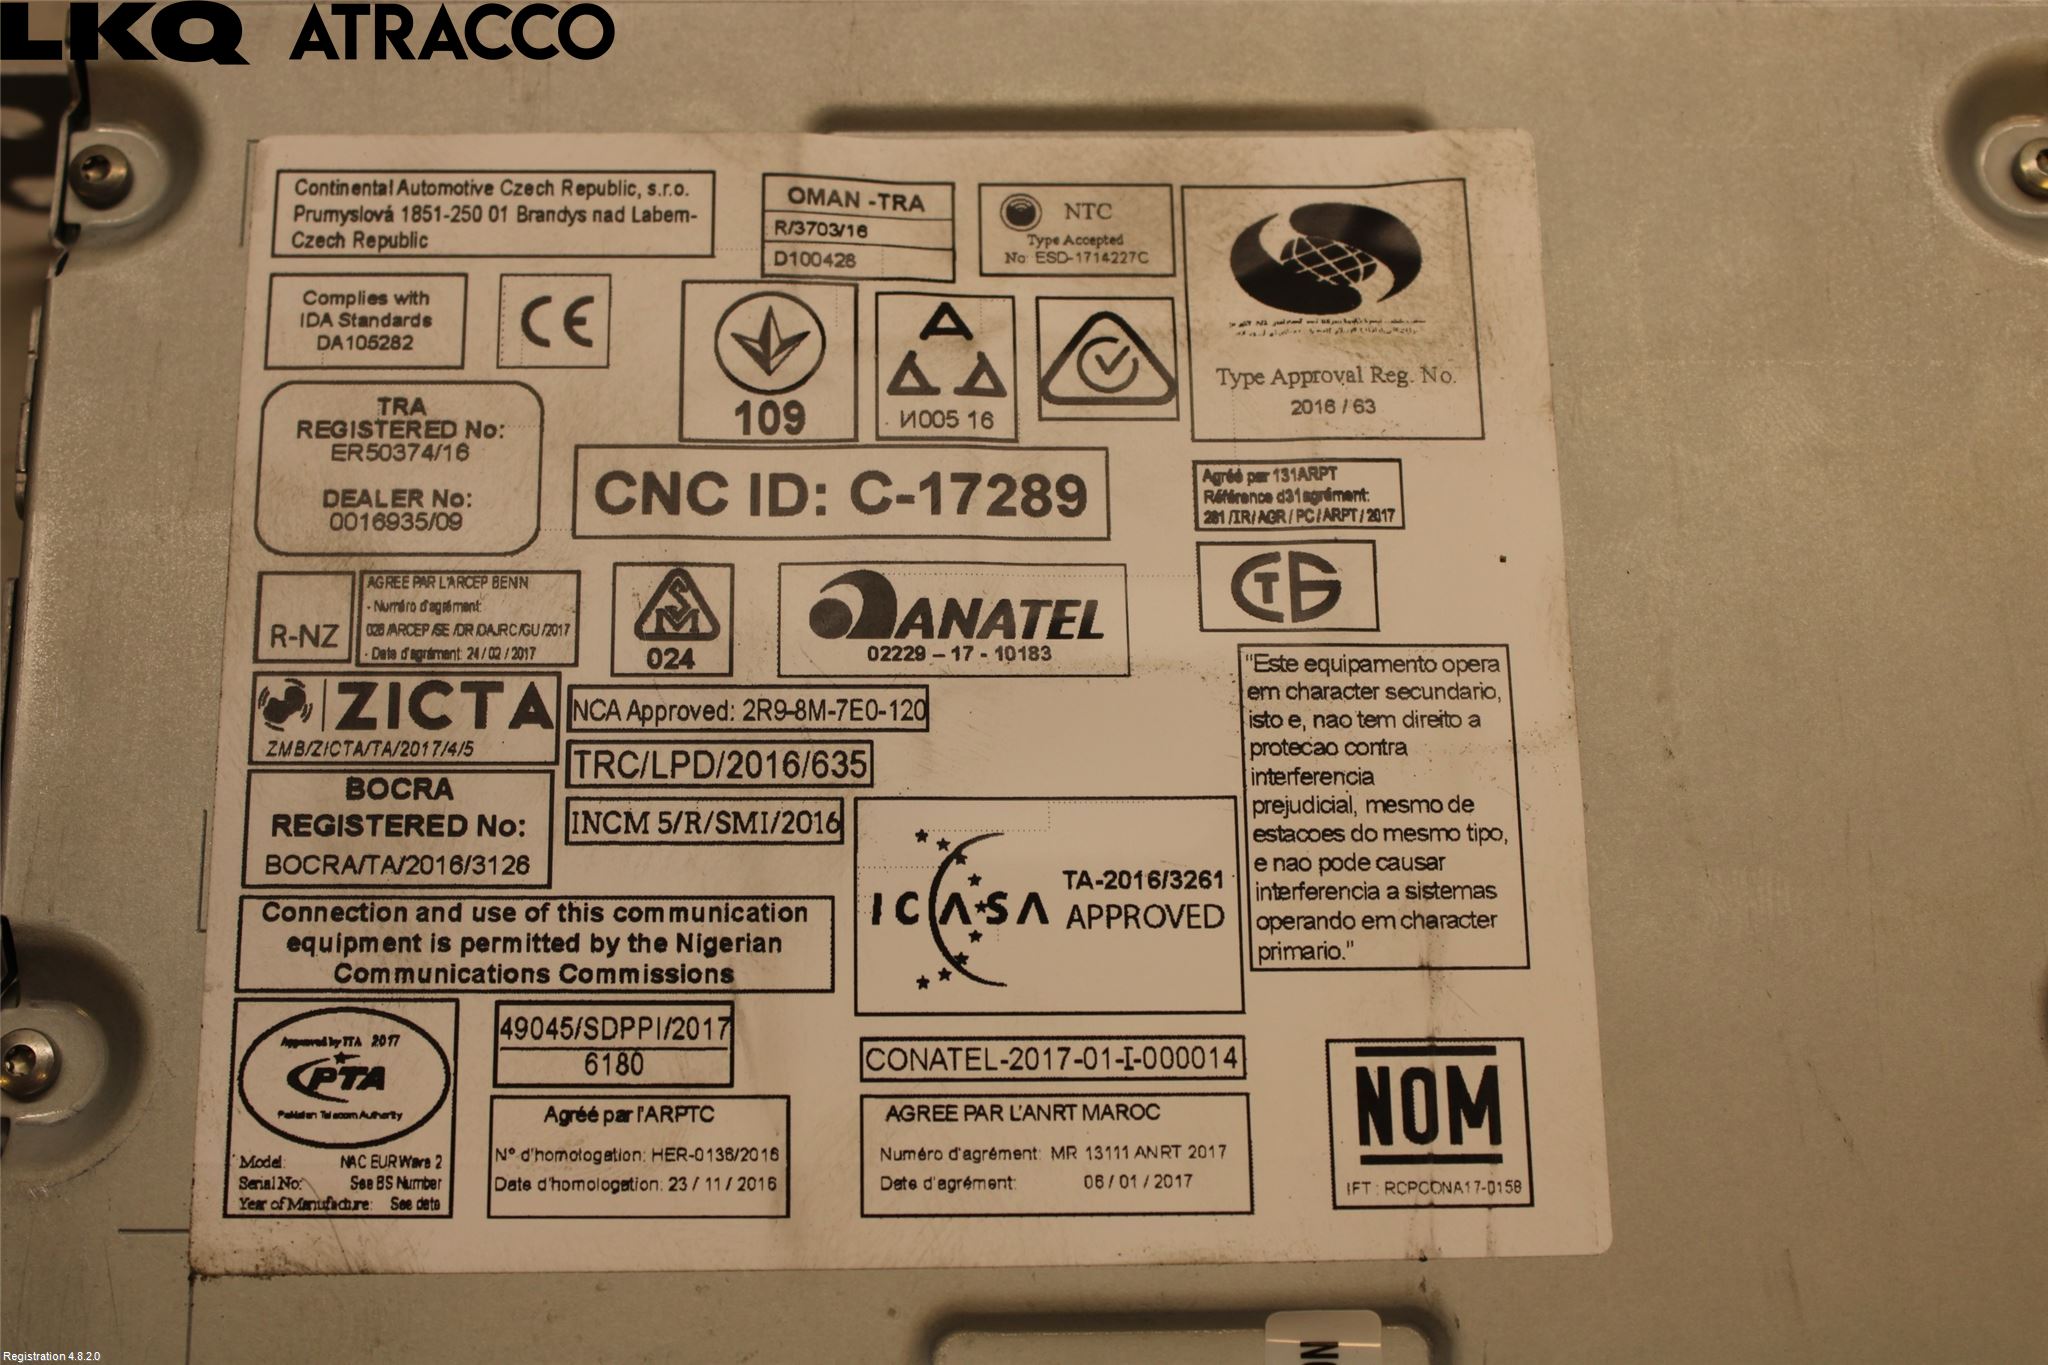 LKQ ATRACCO
Continental Automotive Czech Republic, s.r.o.
Prumyslová 1851-250 01 Brandys nad Labem-
Czech Republic
OMAN -TRA
R/3703/16
D100428
NTC
Type Accepted
No: ESD-1714227C
Type Approval Reg. No.
2016 / 63
Complies with
IDA Standards
DA105282
CE
109
A
И005 16
TRA
REGISTERED No:
ER50374/16
DEALER No:
0016935/09
CNC ID: C-17289
Agréé par 131ARPT
Référence d31agrément:
281 /IR/ AGR / PC / ARPT / 2017
R-NZ
AGREE PAR L'ARCEP BENN
- Numéro d'agrément:
028 /ARCEP /SE /DR /DAJRC/GU /2017
- Date d'agrément: 24 / 02 / 2017
SM
024
ANATEL
02229 - 17 - 10183
СТБ
ZICTA
ZMB/ZICTA/TA/2017/4/5
NCA Approved: 2R9-8M-7E0-120
TRC/LPD/2016/635
INCM 5/R/SMI/2016
BOCRA
REGISTERED No:
BOCRA/TA/2016/3126
"Este equipamento opera
em character secundario,
isto e, nao tem direito a
protecao contra
interferencia
prejudicial, mesmo de
estacoes do mesmo tipo,
e nao pode causar
interferencia a sistemas
operando em character
primario."
ICASA
TA-2016/3261
APPROVED
Connection and use of this communication
equipment is permitted by the Nigerian
Communications Commissions
Approved by TTA 2017
PTA
Pakistan Telecom Authority
Model: NAC EUR Wave 2
Serial No: See BS Number
Year of Manufacture: See date
49045/SDPPI/2017
6180
CONATEL-2017-01-I-000014
Agréé par l'ARPTC
N° d'homologation: HER-0136/2016
Date d'homologation: 23 / 11 / 2016
AGREE PAR L'ANRT MAROC
Numéro d'agrément: MR 13111 ANRT 2017
Date d'agrément: 06 / 01 / 2017
NOM
IFT : RCPCONA17-0158
ON
Registration 4.8.2.0